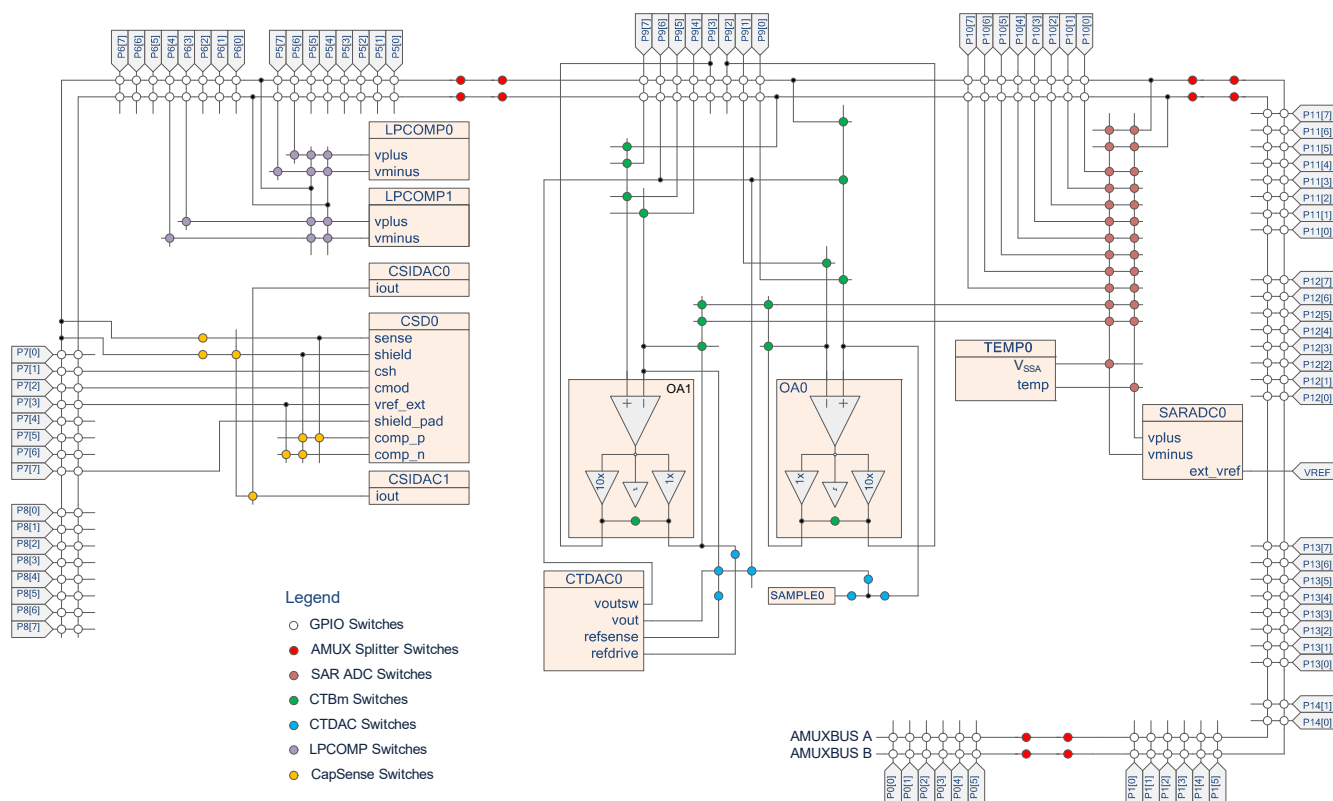 P6[7]
P6[6]
P6[5]
P6[4]
P6[3]
P6[2]
P6[1]
P6[0]
P5[7]
P5[6]
P5[5]
P5[4]
P5[3]
P5[2]
P5[1]
P5[0]
P9[7]
P9[6]
P9[5]
P9[4]
P9[3]
P9[2]
P9[1]
P9[0]
P10[7]
P10[6]
P10[5]
P10[4]
P10[3]
P10[2]
P10[1]
P10[0]
P11[7]
P11[6]
P11[5]
P11[4]
P11[3]
P11[2]
P11[1]
P11[0]
LPCOMP0
vplus
vminus
LPCOMP1
vplus
vminus
CSIDAC0
iout
CSD0
sense
shield
csh
cmod
vref_ext
shield_pad
comp_p
comp_n
CSIDAC1
iout
P7[0]
P7[1]
P7[2]
P7[3]
P7[4]
P7[5]
P7[6]
P7[7]
P8[0]
P8[1]
P8[2]
P8[3]
P8[4]
P8[5]
P8[6]
P8[7]
OA1
+
−
10x
1x
OA0
−
+
1x
10x
P12[7]
P12[6]
P12[5]
P12[4]
P12[3]
P12[2]
P12[1]
P12[0]
TEMP0
VSSA
temp
SARADC0
vplus
vminus
ext_vref
VREF
CTDAC0
voutsw
vout
refsense
refdrive
SAMPLE0
P13[7]
P13[6]
P13[5]
P13[4]
P13[3]
P13[2]
P13[1]
P13[0]
P14[1]
P14[0]
Legend
GPIO Switches
AMUX Splitter Switches
SAR ADC Switches
CTBm Switches
CTDAC Switches
LPCOMP Switches
CapSense Switches
AMUXBUS A
AMUXBUS B
P0[0]
P0[1]
P0[2]
P0[3]
P0[4]
P0[5]
P1[0]
P1[1]
P1[2]
P1[3]
P1[4]
P1[5]